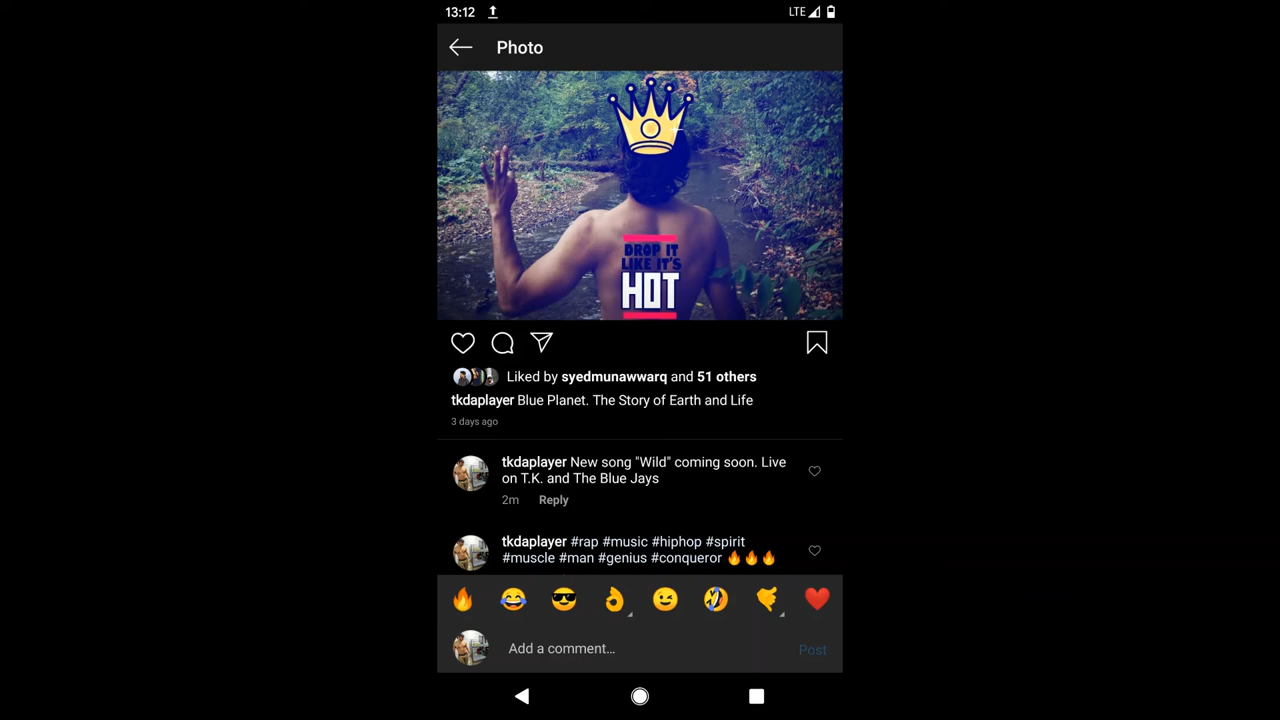 13:12 LTE
Photo
DROP IT
LIKE IT'S
HOT
Liked by syedmunawwarq and 51 others
tkdaplayer Blue Planet. The Story of Earth and Life
3 days ago
tkdaplayer New song "Wild" coming soon. Live
on T.K. and The Blue Jays
2m Reply
tkdaplayer #rap #music #hiphop #spirit
#muscle #man #genius #conqueror 🔥🔥🔥
Add a comment... Post